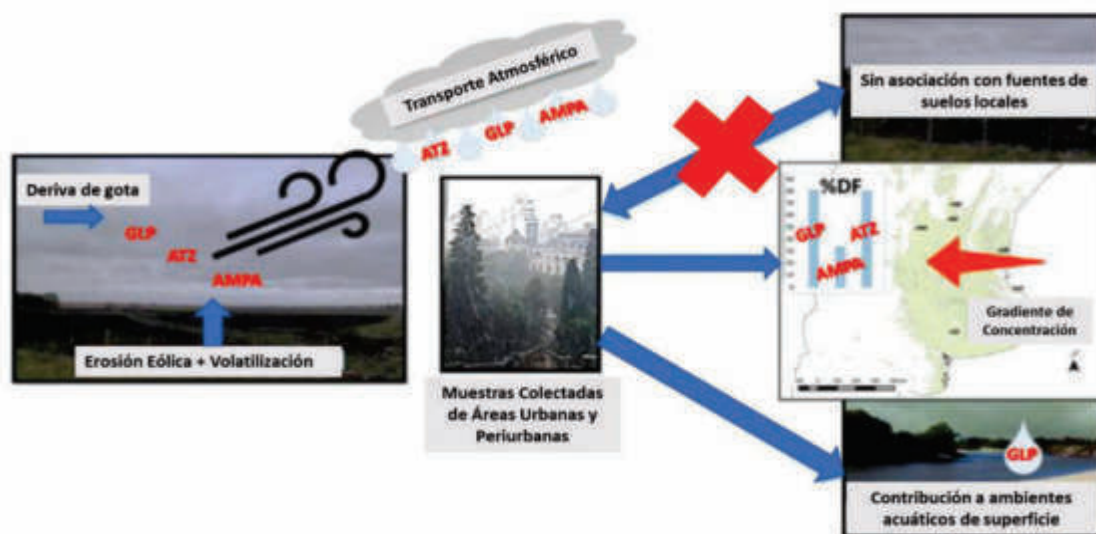 Transporte Atmosférico
ATZ
GLP
AMPA
Deriva de gota
GLP
ATZ
AMPA
Erosión Eólica + Volatilización
Muestras Colectadas
de Áreas Urbanas y
Periurbanas
Sin asociación con fuentes de
suelos locales
%DF
GLP
ATZ
AMPA
Gradiente de
Concentración
GLP
Contribución a ambientes
acuáticos de superficie